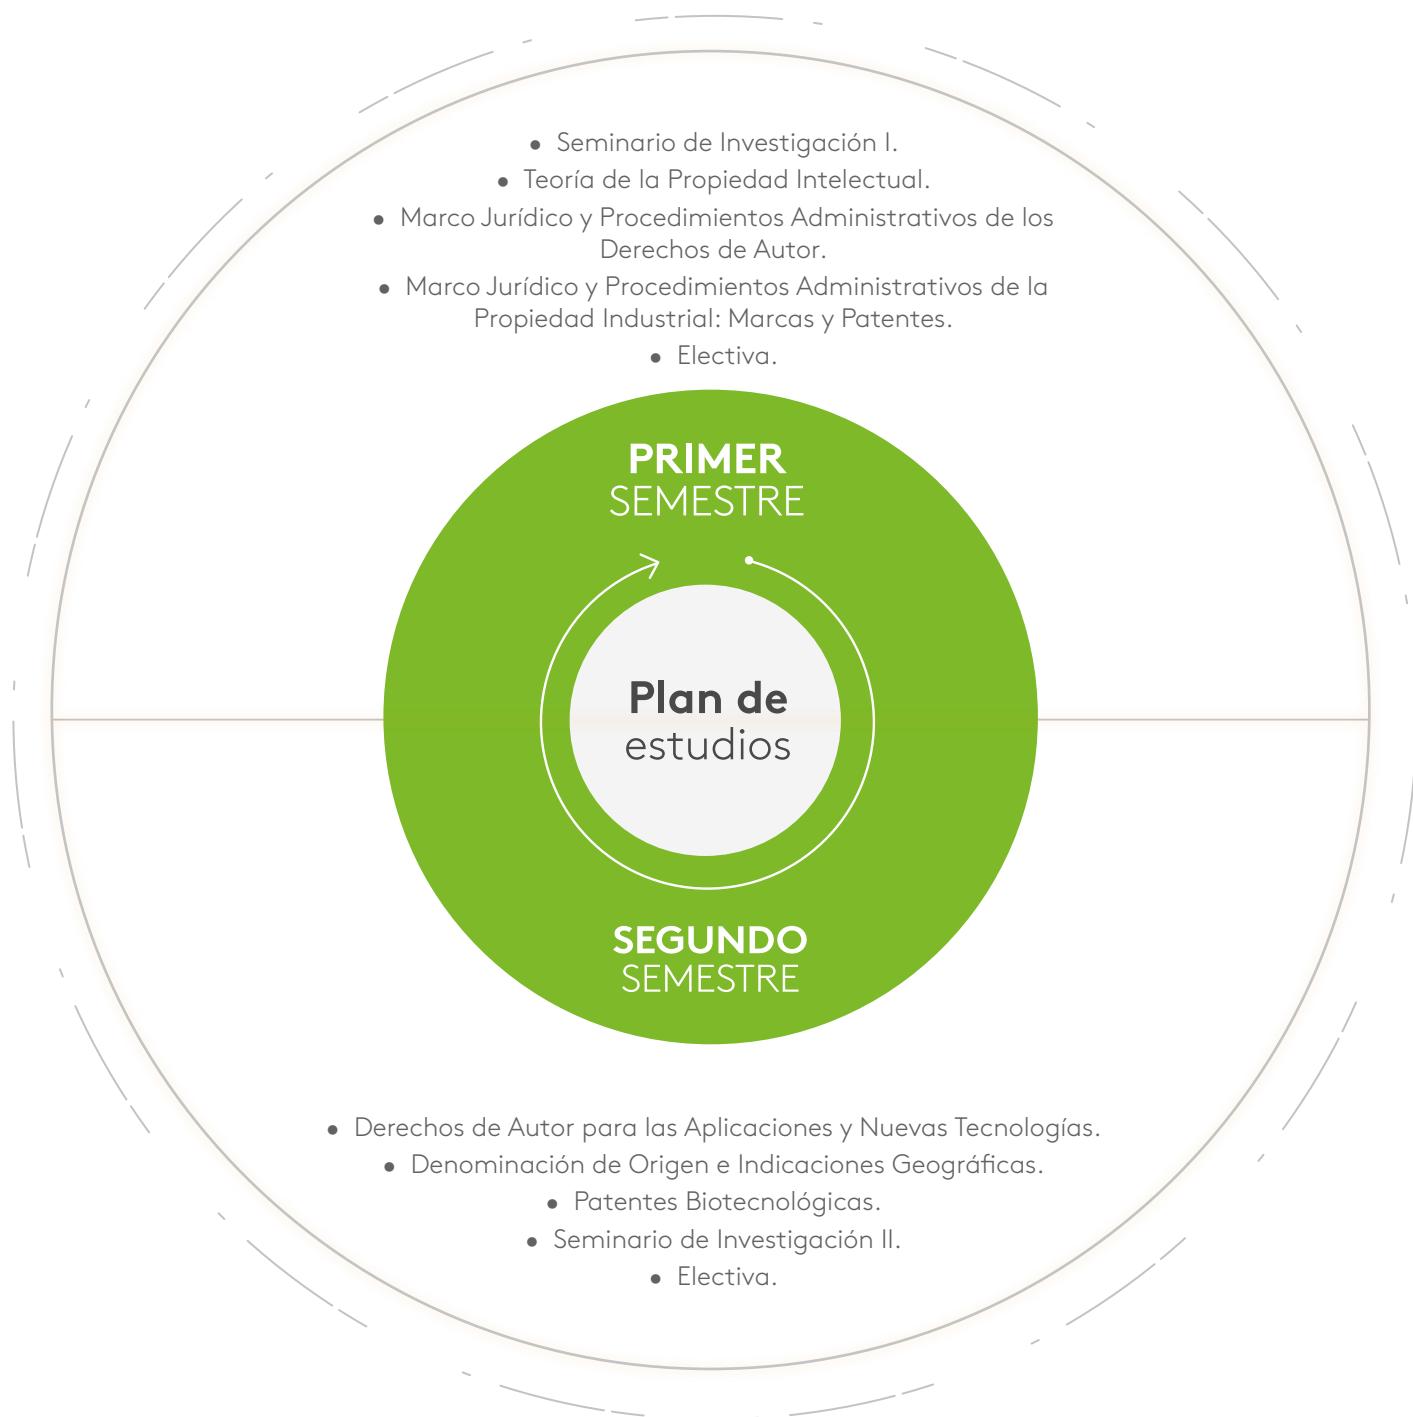 • Seminario de Investigación I.
• Teoría de la Propiedad Intelectual.
• Marco Jurídico y Procedimientos Administrativos de los
Derechos de Autor.
• Marco Jurídico y Procedimientos Administrativos de la
Propiedad Industrial: Marcas y Patentes.
• Electiva.
PRIMER
SEMESTRE
Plan de
estudios
SEGUNDO
SEMESTRE
• Derechos de Autor para las Aplicaciones y Nuevas Tecnologías.
• Denominación de Origen e Indicaciones Geográficas.
• Patentes Biotecnológicas.
• Seminario de Investigación II.
• Electiva.